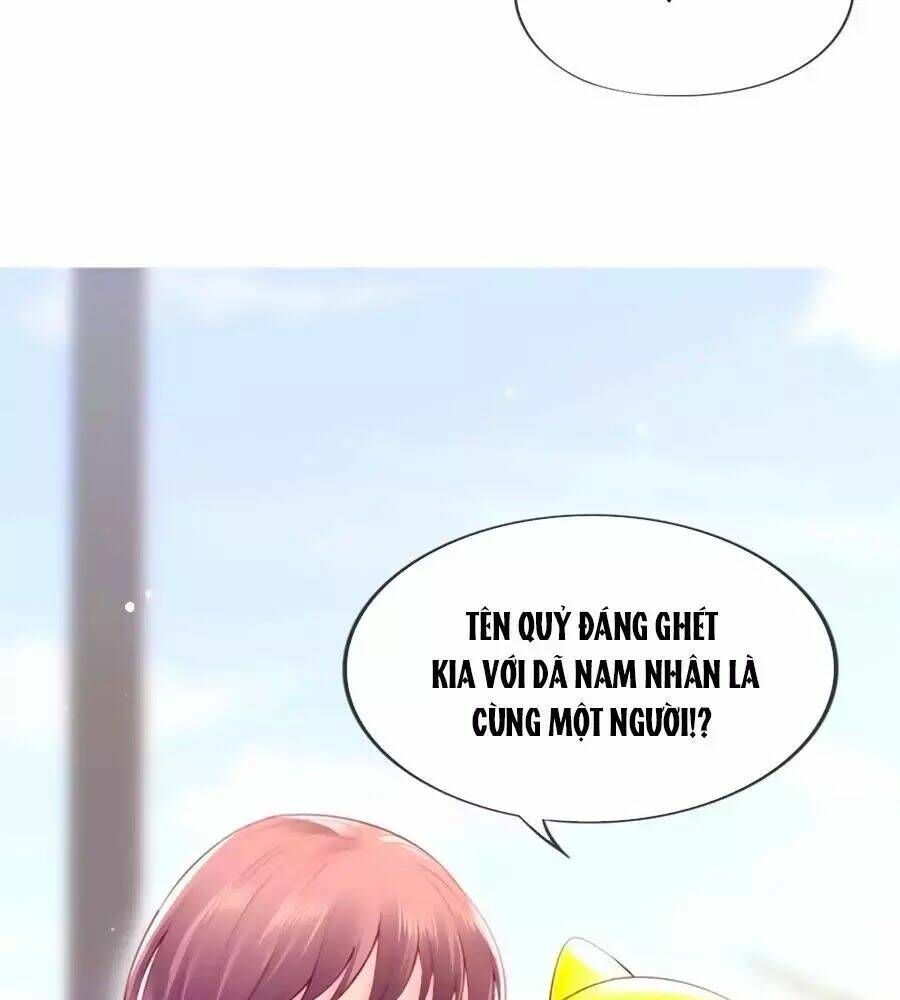 TÊN QUỶ ĐÁNG GHÉT
KIA VỚI DÃ NAM NHÂN LÀ
CÙNG MỘT NGƯỜI!?